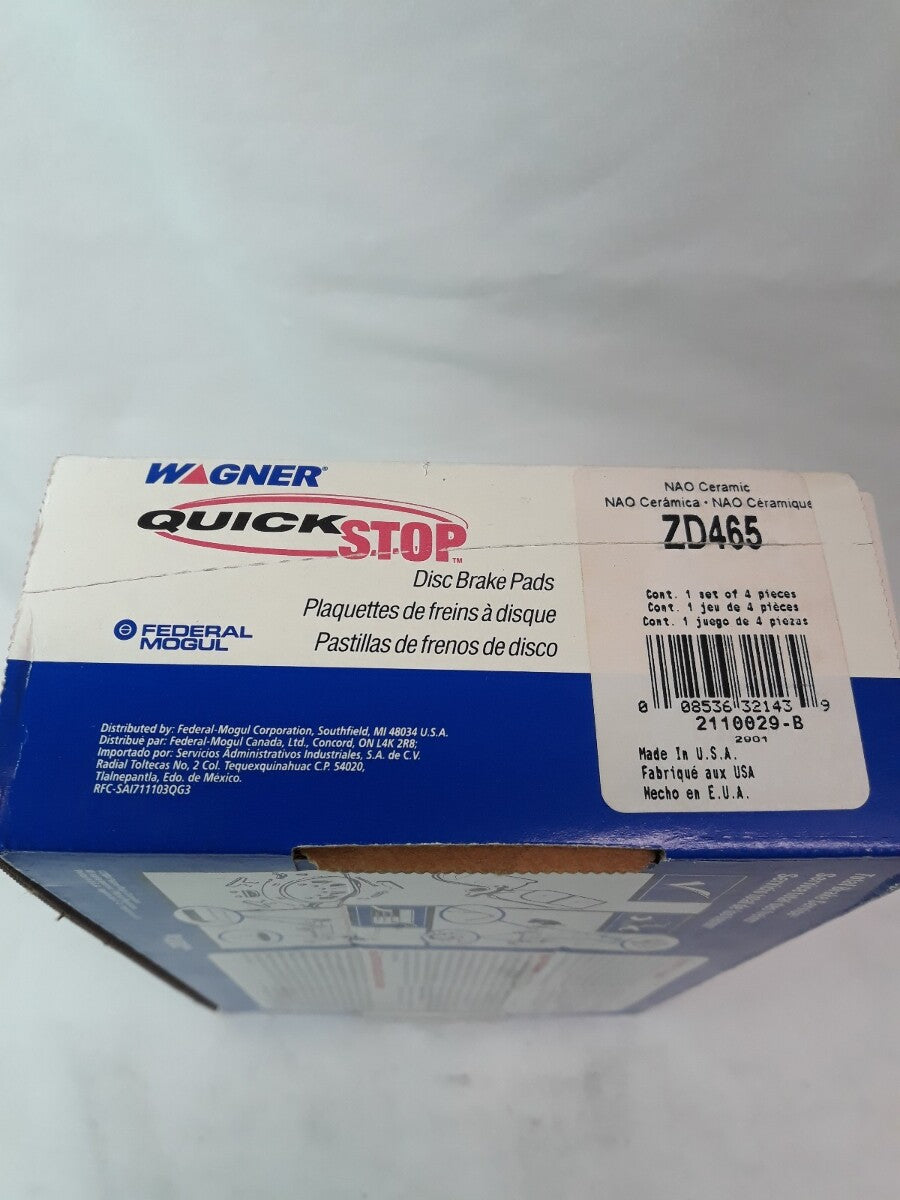 WAGNER®
QUICK
S.T.O.P.™
Disc Brake Pads
Plaquettes de freins à disque
Pastillas de frenos de disco
FEDERAL
MOGUL
Distributed by: Federal-Mogul Corporation, Southfield, MI 48034 U.S.A.
Distribue par: Federal-Mogul Canada, Ltd., Concord, ON L4K 2R8;
Importado por: Servicios Administrativos Industriales, S.A. de C.V.
Radial Toltecas No, 2 Col. Tequexquinahuac C.P. 54020,
Tlalnepantla, Edo. de México.
RFC-SAI711103QG3
NAO Ceramic
NAO Cerámica • NAO Céramique
ZD465
Cont. 1 set of 4 pieces
Cont. 1 jeu de 4 pièces
Cont. 1 juego de 4 piezas
0 08536 32143 9
2110029-B
2901
Made In U.S.A.
Fabriqué aux USA
Hecho en E.U.A.